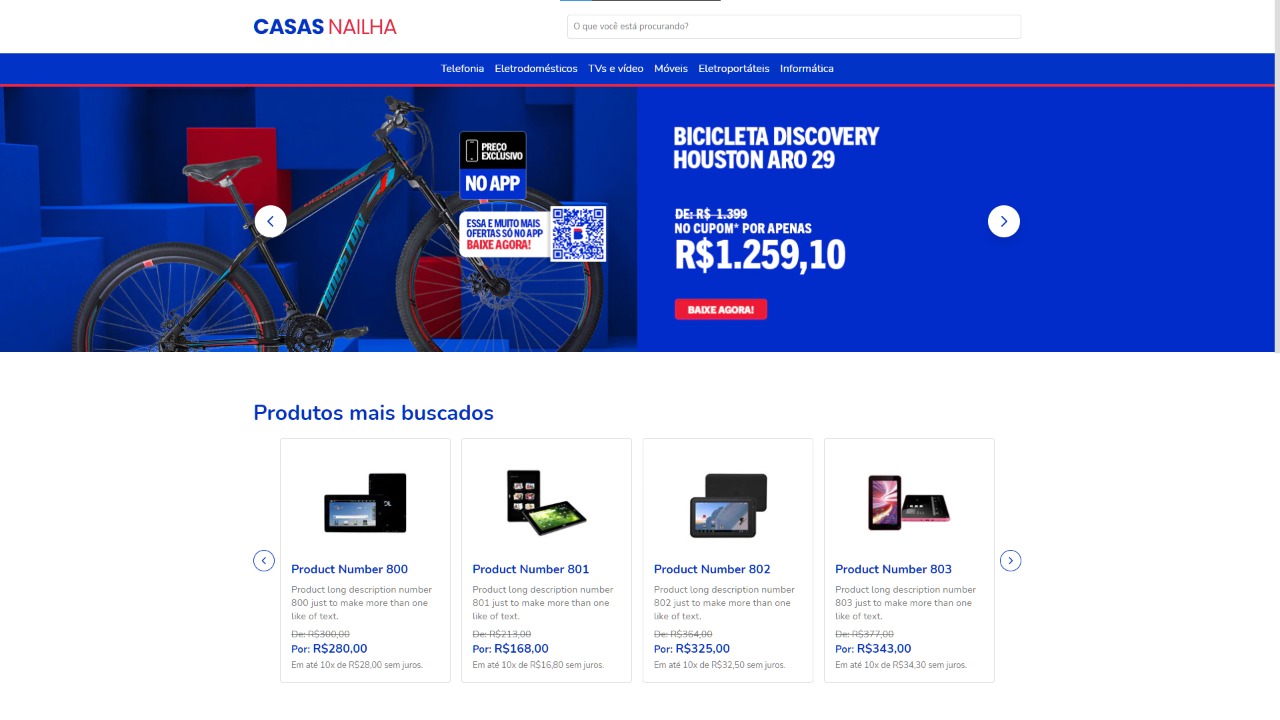 CASAS NAILHA
O que você está procurando?
Telefonia Eletrodomésticos TVs e vídeo Móveis Eletroportáteis Informática
PREÇO
EXCLUSIVO
NO APP
ESSA E MUITO MAIS
OFERTAS SÓ NO APP
BAIXE AGORA!
HOUSTON
BICICLETA DISCOVERY
HOUSTON ARO 29
DE: R$ 1.399
NO CUPOM* POR APENAS
R$1.259,10
BAIXE AGORA!
Produtos mais buscados
Product Number 800
Product long description number
800 just to make more than one
like of text.
De: R$300,00
Por: R$280,00
Em até 10x de R$28,00 sem juros.
Product Number 801
Product long description number
801 just to make more than one
like of text.
De: R$213,00
Por: R$168,00
Em até 10x de R$16,80 sem juros.
Product Number 802
Product long description number
802 just to make more than one
like of text.
De: R$364,00
Por: R$325,00
Em até 10x de R$32,50 sem juros.
Product Number 803
Product long description number
803 just to make more than one
like of text.
De: R$377,00
Por: R$343,00
Em até 10x de R$34,30 sem juros.